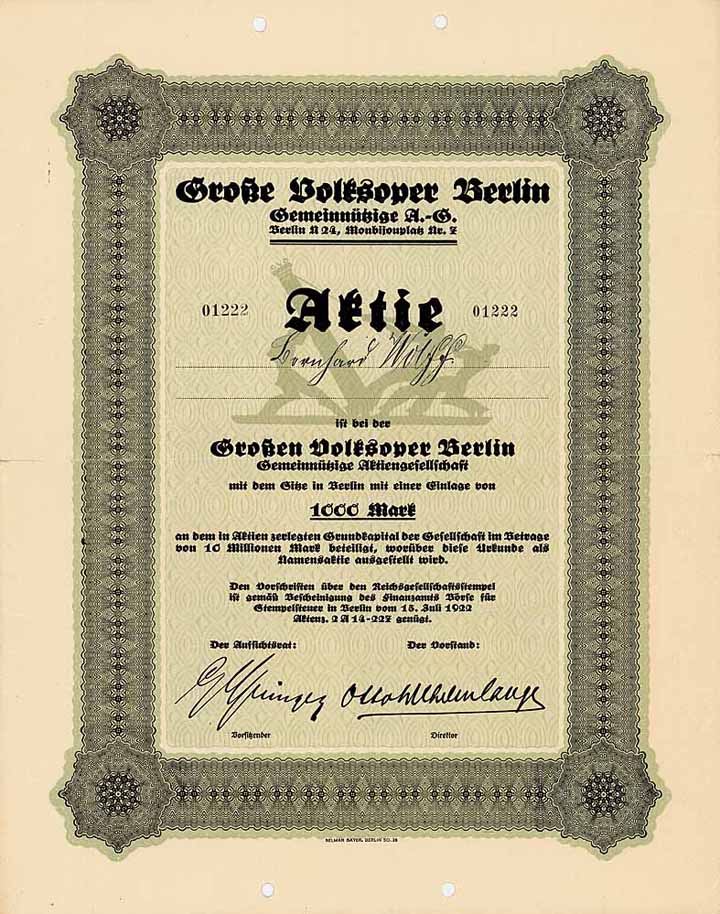 Große Volksoper Berlin
Gemeinnützige A.-G.
Berlin N 24, Monbijouplatz Nr. 7
01222 Aktie 01222
Bernhard Wolff.
ist bei der
Großen Volksoper Berlin
Gemeinnützige Aktiengesellschaft
mit dem Sitze in Berlin mit einer Einlage von
1000 Mark
an dem in Aktien zerlegten Grundkapital der Gesellschaft im Betrage
von 10 Millionen Mark beteiligt, worüber diese Urkunde als
Namensaktie ausgestellt wird.
Den Vorschriften über den Reichsgesellschaftsstempel
ist gemäß Bescheinigung des Finanzamts Börse für
Stempelsteuer in Berlin vom 15. Juli 1922
Aktenz. 2 A 14-227 genügt.
Der Aufsichtsrat: Der Vorstand:
Otto Wilhelm Lange
Vorsitzender Direktor
SELMAR BAYER, BERLIN SO. 36